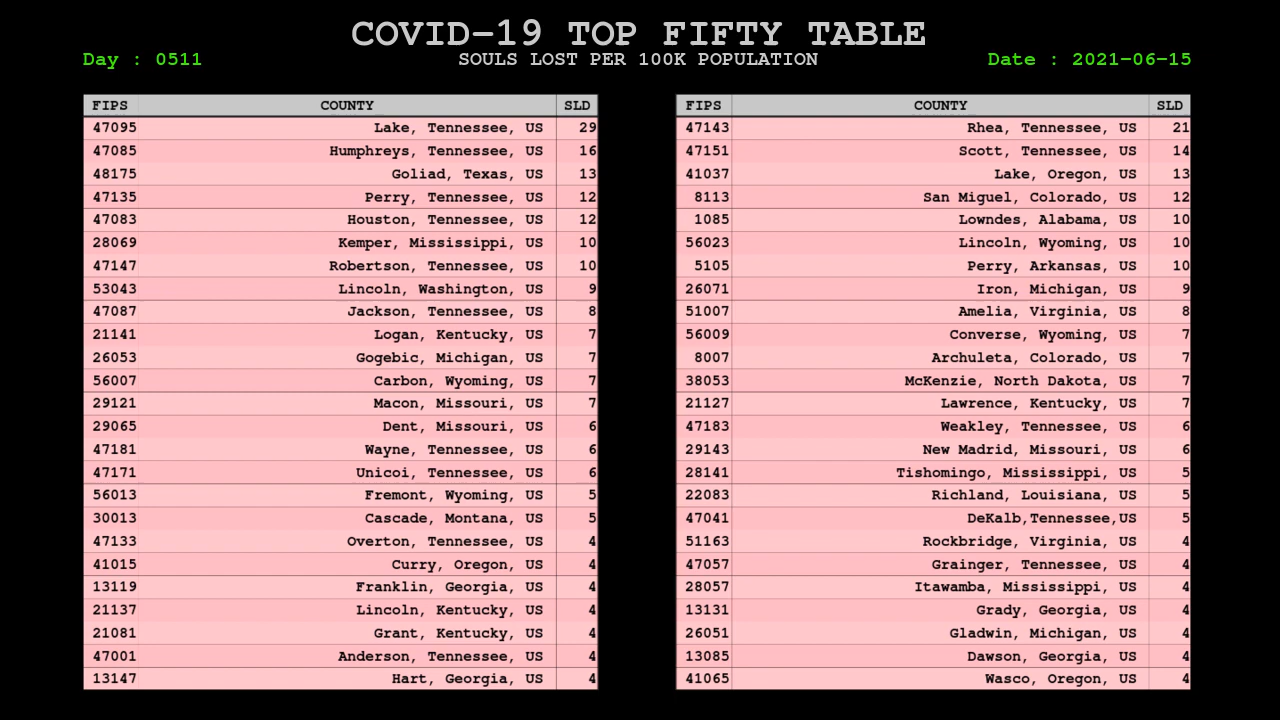 COVID-19 TOP FIFTY TABLE
Day : 0511 SOULS LOST PER 100K POPULATION Date : 2021-06-15
FIPS COUNTY SLD FIPS COUNTY SLD
47095 Lake, Tennessee, US 29 47143 Rhea, Tennessee, US 21
47085 Humphreys, Tennessee, US 16 47151 Scott, Tennessee, US 14
48175 Goliad, Texas, US 13 41037 Lake, Oregon, US 13
47135 Perry, Tennessee, US 12 8113 San Miguel, Colorado, US 12
47083 Houston, Tennessee, US 12 1085 Lowndes, Alabama, US 10
28069 Kemper, Mississippi, US 10 56023 Lincoln, Wyoming, US 10
47147 Robertson, Tennessee, US 10 5105 Perry, Arkansas, US 10
53043 Lincoln, Washington, US 9 26071 Iron, Michigan, US 9
47087 Jackson, Tennessee, US 8 51007 Amelia, Virginia, US 8
21141 Logan, Kentucky, US 7 56009 Converse, Wyoming, US 7
26053 Gogebic, Michigan, US 7 8007 Archuleta, Colorado, US 7
56007 Carbon, Wyoming, US 7 38053 McKenzie, North Dakota, US 7
29121 Macon, Missouri, US 7 21127 Lawrence, Kentucky, US 7
29065 Dent, Missouri, US 6 47183 Weakley, Tennessee, US 6
47181 Wayne, Tennessee, US 6 29143 New Madrid, Missouri, US 6
47171 Unicoi, Tennessee, US 6 28141 Tishomingo, Mississippi, US 5
56013 Fremont, Wyoming, US 5 22083 Richland, Louisiana, US 5
30013 Cascade, Montana, US 5 47041 DeKalb,Tennessee,US 5
47133 Overton, Tennessee, US 4 51163 Rockbridge, Virginia, US 4
41015 Curry, Oregon, US 4 47057 Grainger, Tennessee, US 4
13119 Franklin, Georgia, US 4 28057 Itawamba, Mississippi, US 4
21137 Lincoln, Kentucky, US 4 13131 Grady, Georgia, US 4
21081 Grant, Kentucky, US 4 26051 Gladwin, Michigan, US 4
47001 Anderson, Tennessee, US 4 13085 Dawson, Georgia, US 4
13147 Hart, Georgia, US 4 41065 Wasco, Oregon, US 4